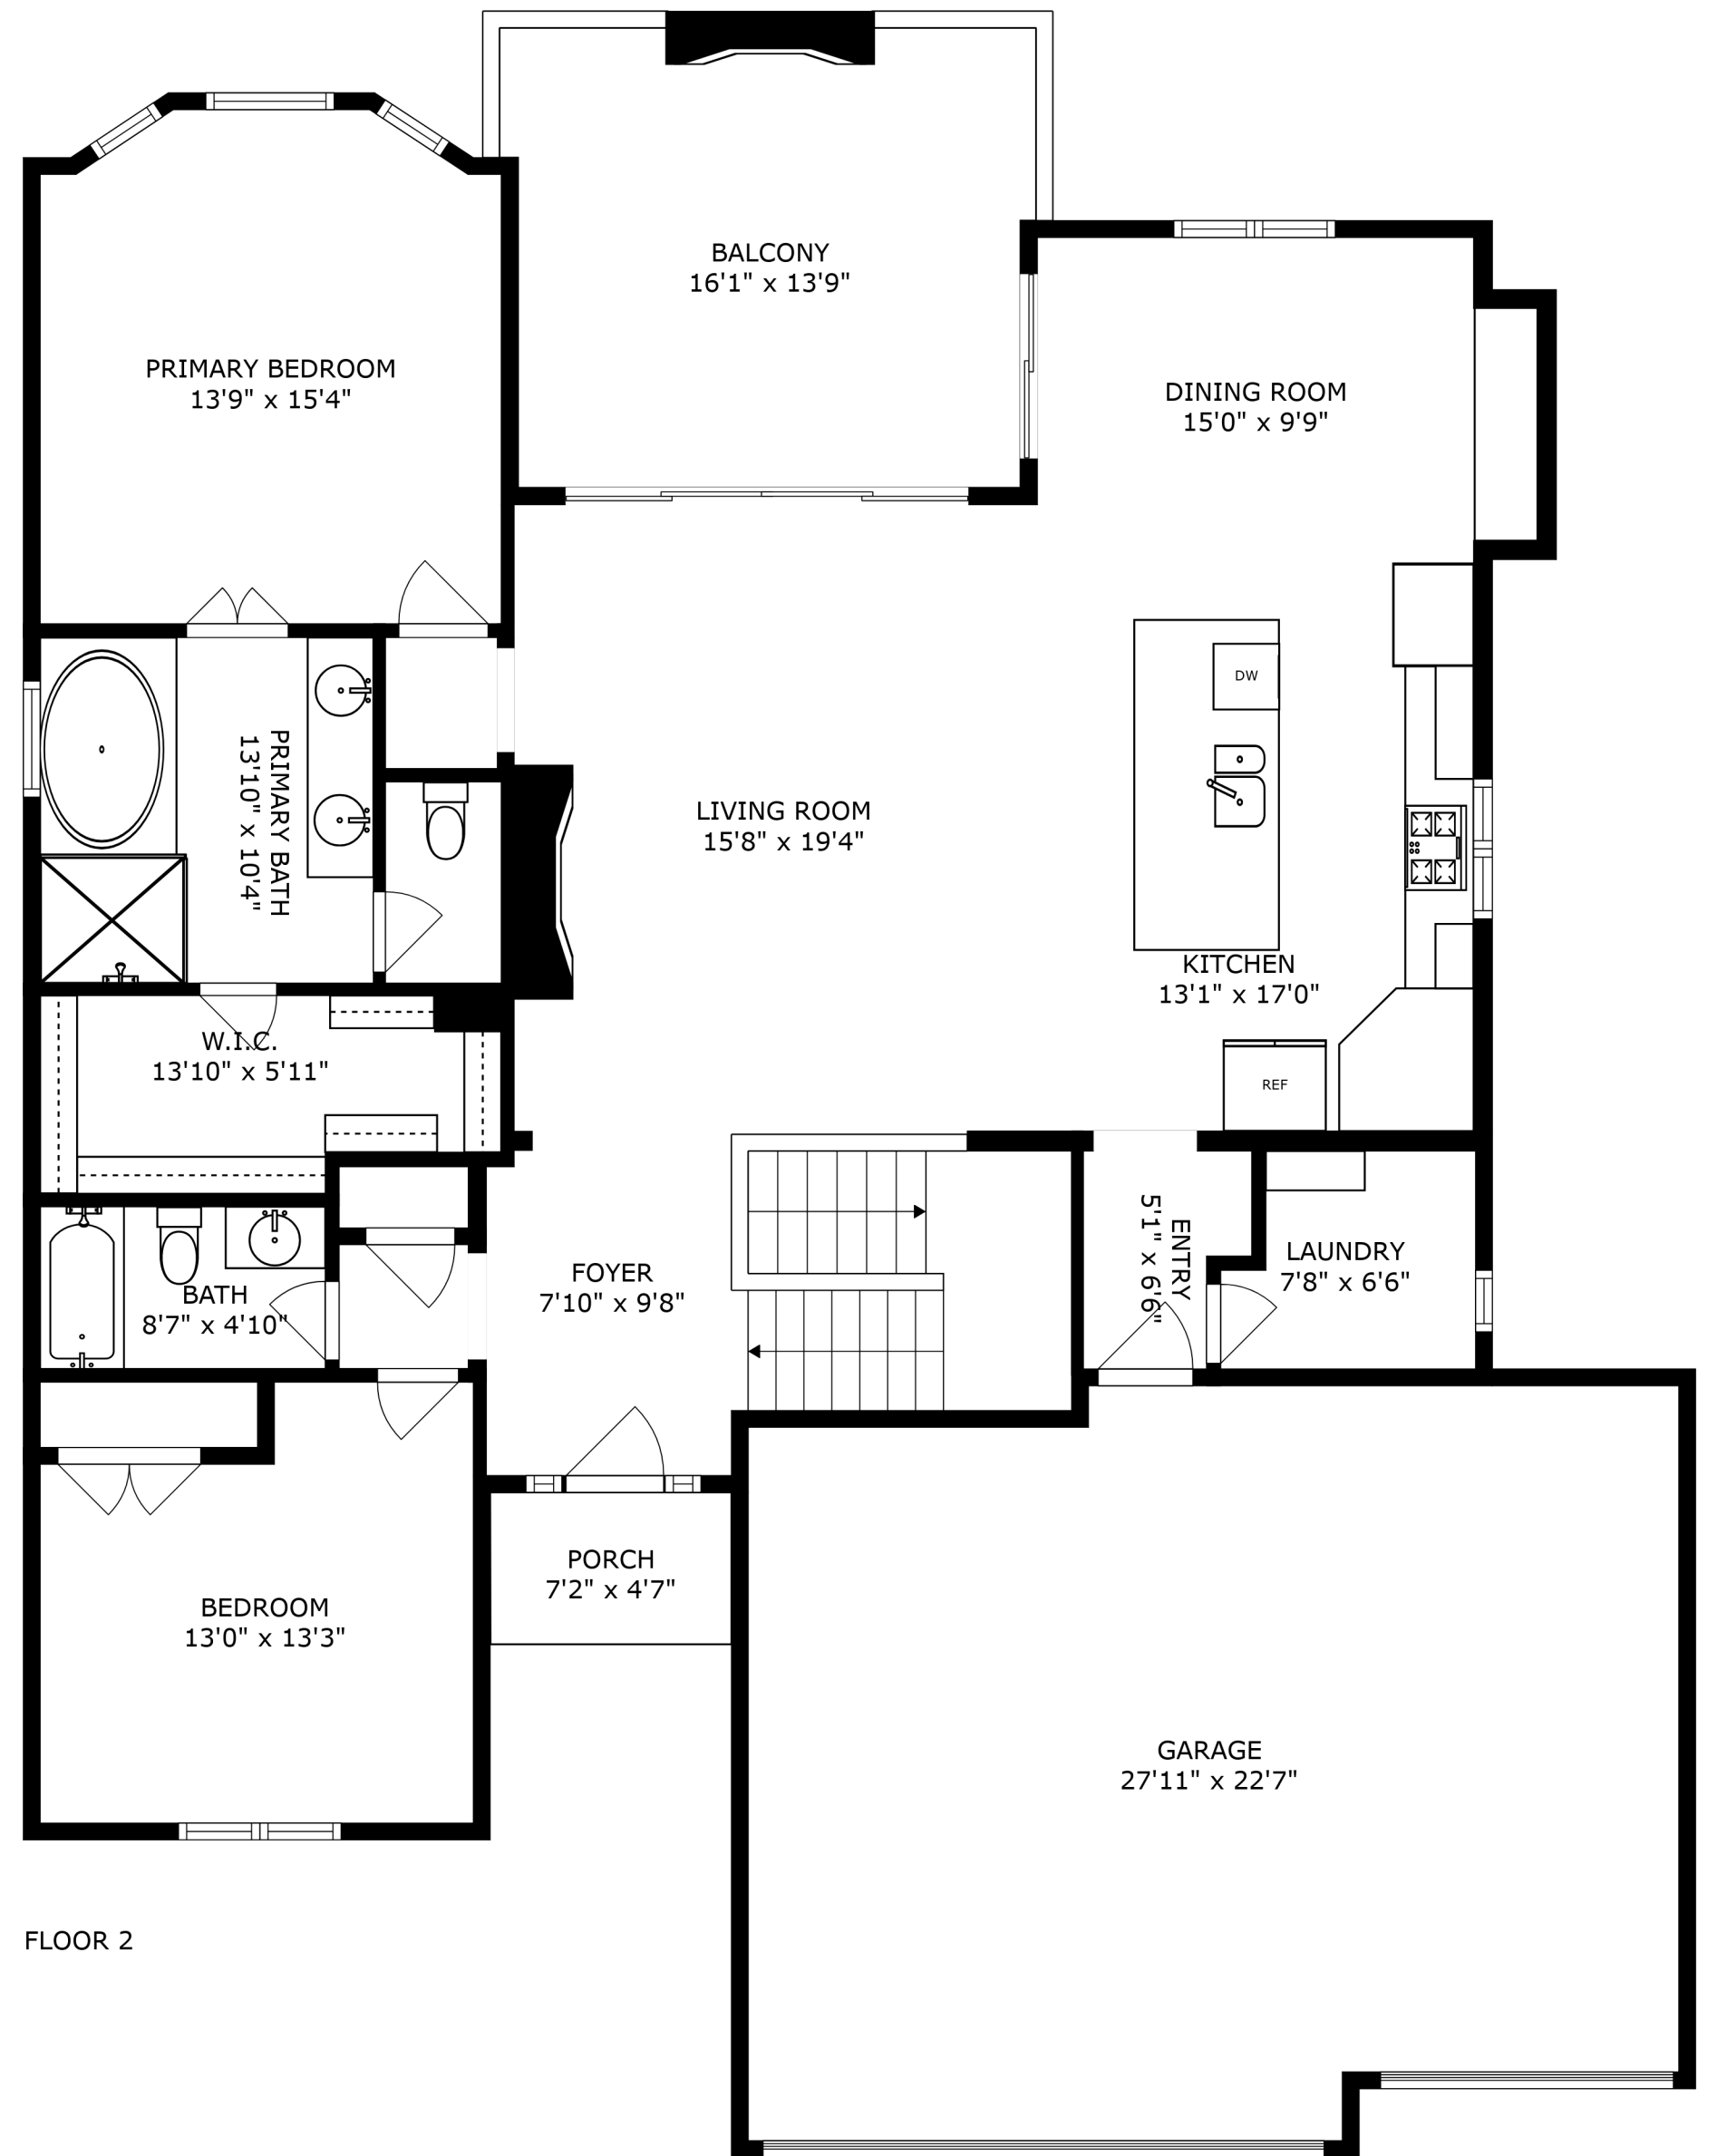 BALCONY
16'1" x 13'9"
PRIMARY BEDROOM
13'9" x 15'4"
DINING ROOM
15'0" x 9'9"
DW
PRIMARY BATH
13'10" x 10'4"
LIVING ROOM
15'8" x 19'4"
KITCHEN
13'1" x 17'0"
W.I.C.
13'10" x 5'11"
REF
ENTRY
5'1" x 6'6"
LAUNDRY
7'8" x 6'6"
FOYER
7'10" x 9'8"
BATH
8'7" x 4'10"
PORCH
7'2" x 4'7"
BEDROOM
13'0" x 13'3"
GARAGE
27'11" x 22'7"
FLOOR 2